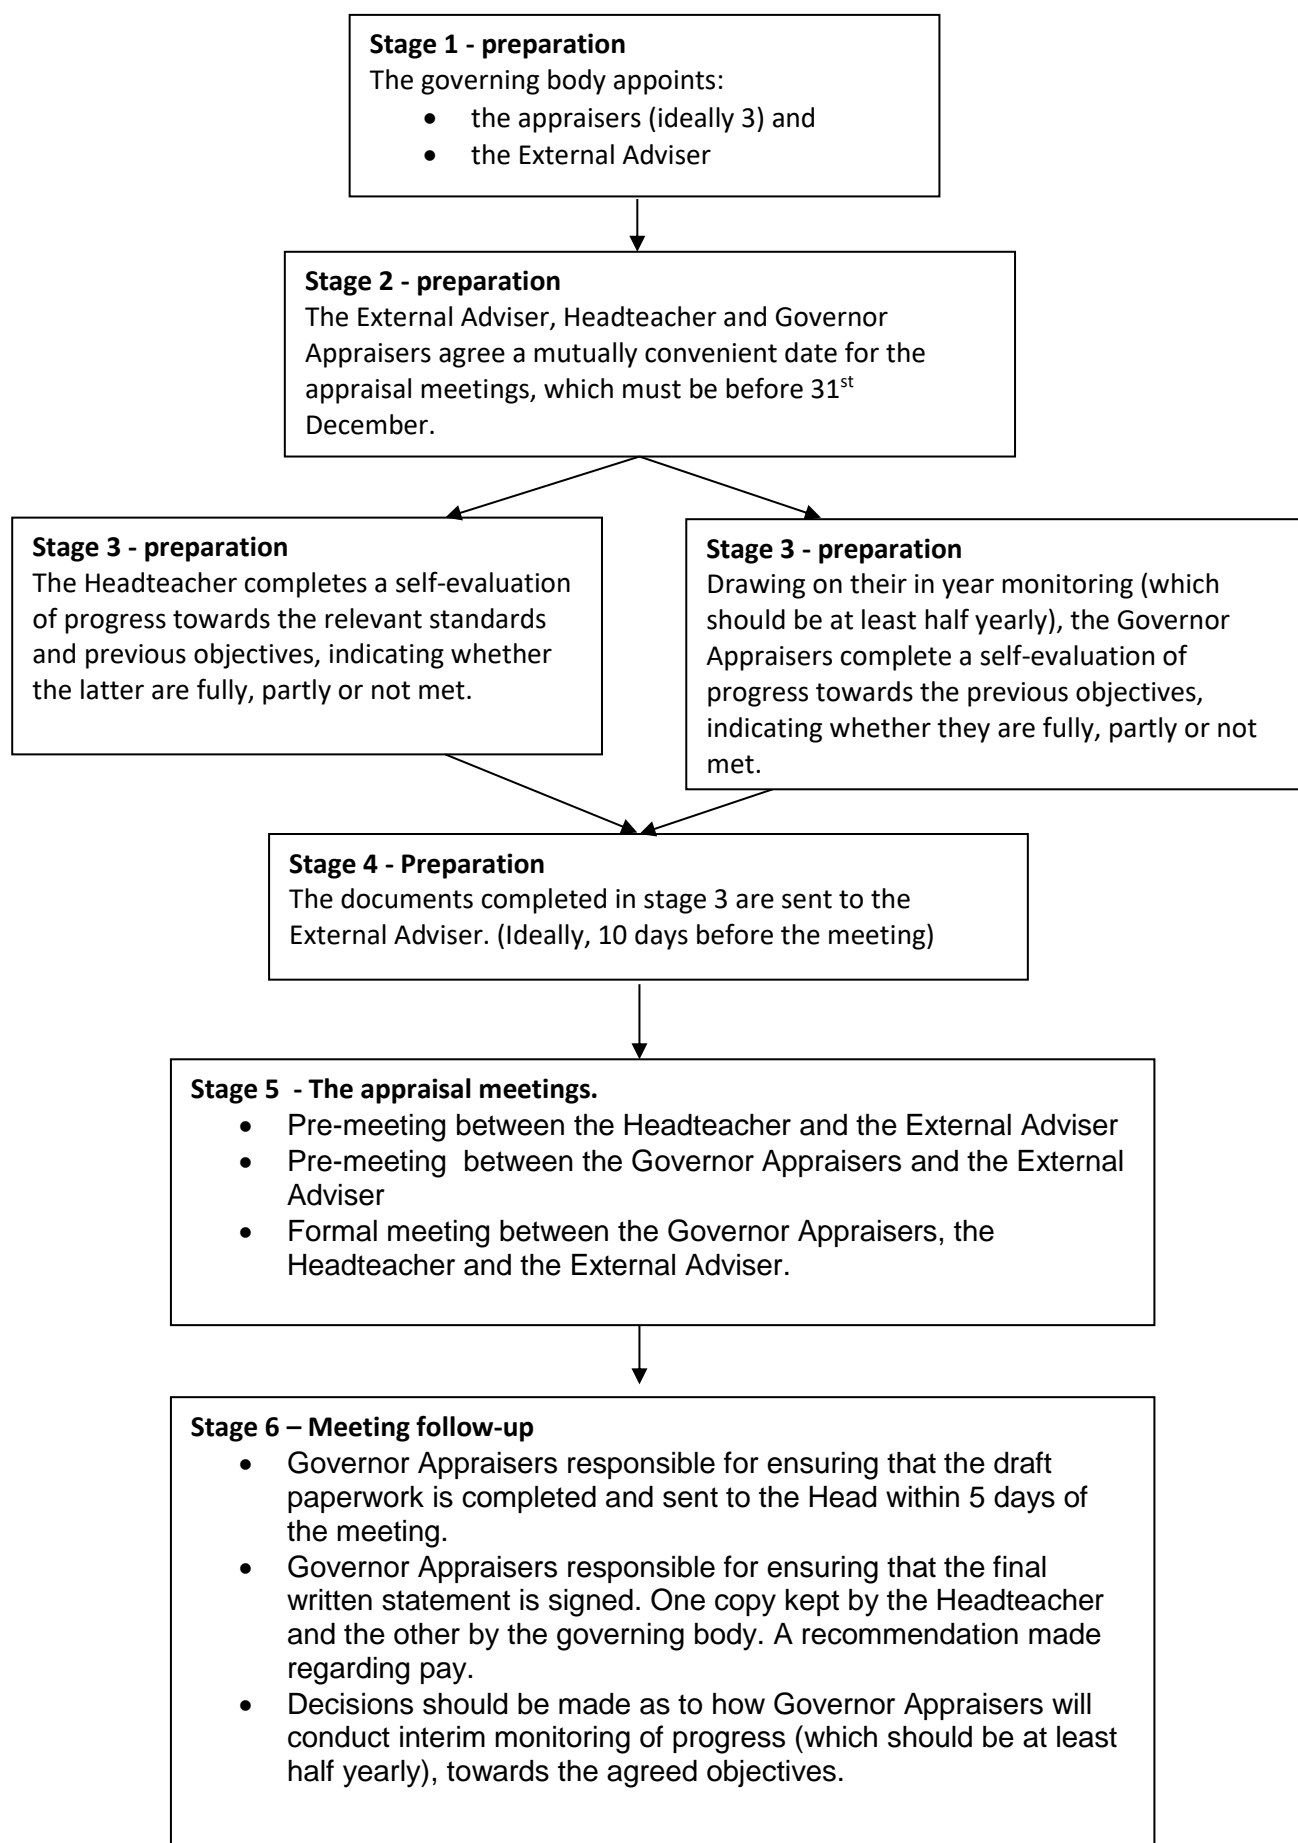 Stage 1 - preparation
The governing body appoints:
• the appraisers (ideally 3) and
• the External Adviser
Stage 2 - preparation
The External Adviser, Headteacher and Governor
Appraisers agree a mutually convenient date for the
appraisal meetings, which must be before 31st
December.
Stage 3 - preparation
The Headteacher completes a self-evaluation
of progress towards the relevant standards
and previous objectives, indicating whether
the latter are fully, partly or not met.
Stage 3 - preparation
Drawing on their in year monitoring (which
should be at least half yearly), the Governor
Appraisers complete a self-evaluation of
progress towards the previous objectives,
indicating whether they are fully, partly or not
met.
Stage 4 - Preparation
The documents completed in stage 3 are sent to the
External Adviser. (Ideally, 10 days before the meeting)
Stage 5 - The appraisal meetings.
• Pre-meeting between the Headteacher and the External Adviser
• Pre-meeting between the Governor Appraisers and the External
Adviser
• Formal meeting between the Governor Appraisers, the
Headteacher and the External Adviser.
Stage 6 – Meeting follow-up
• Governor Appraisers responsible for ensuring that the draft
paperwork is completed and sent to the Head within 5 days of
the meeting.
• Governor Appraisers responsible for ensuring that the final
written statement is signed. One copy kept by the Headteacher
and the other by the governing body. A recommendation made
regarding pay.
• Decisions should be made as to how Governor Appraisers will
conduct interim monitoring of progress (which should be at least
half yearly), towards the agreed objectives.